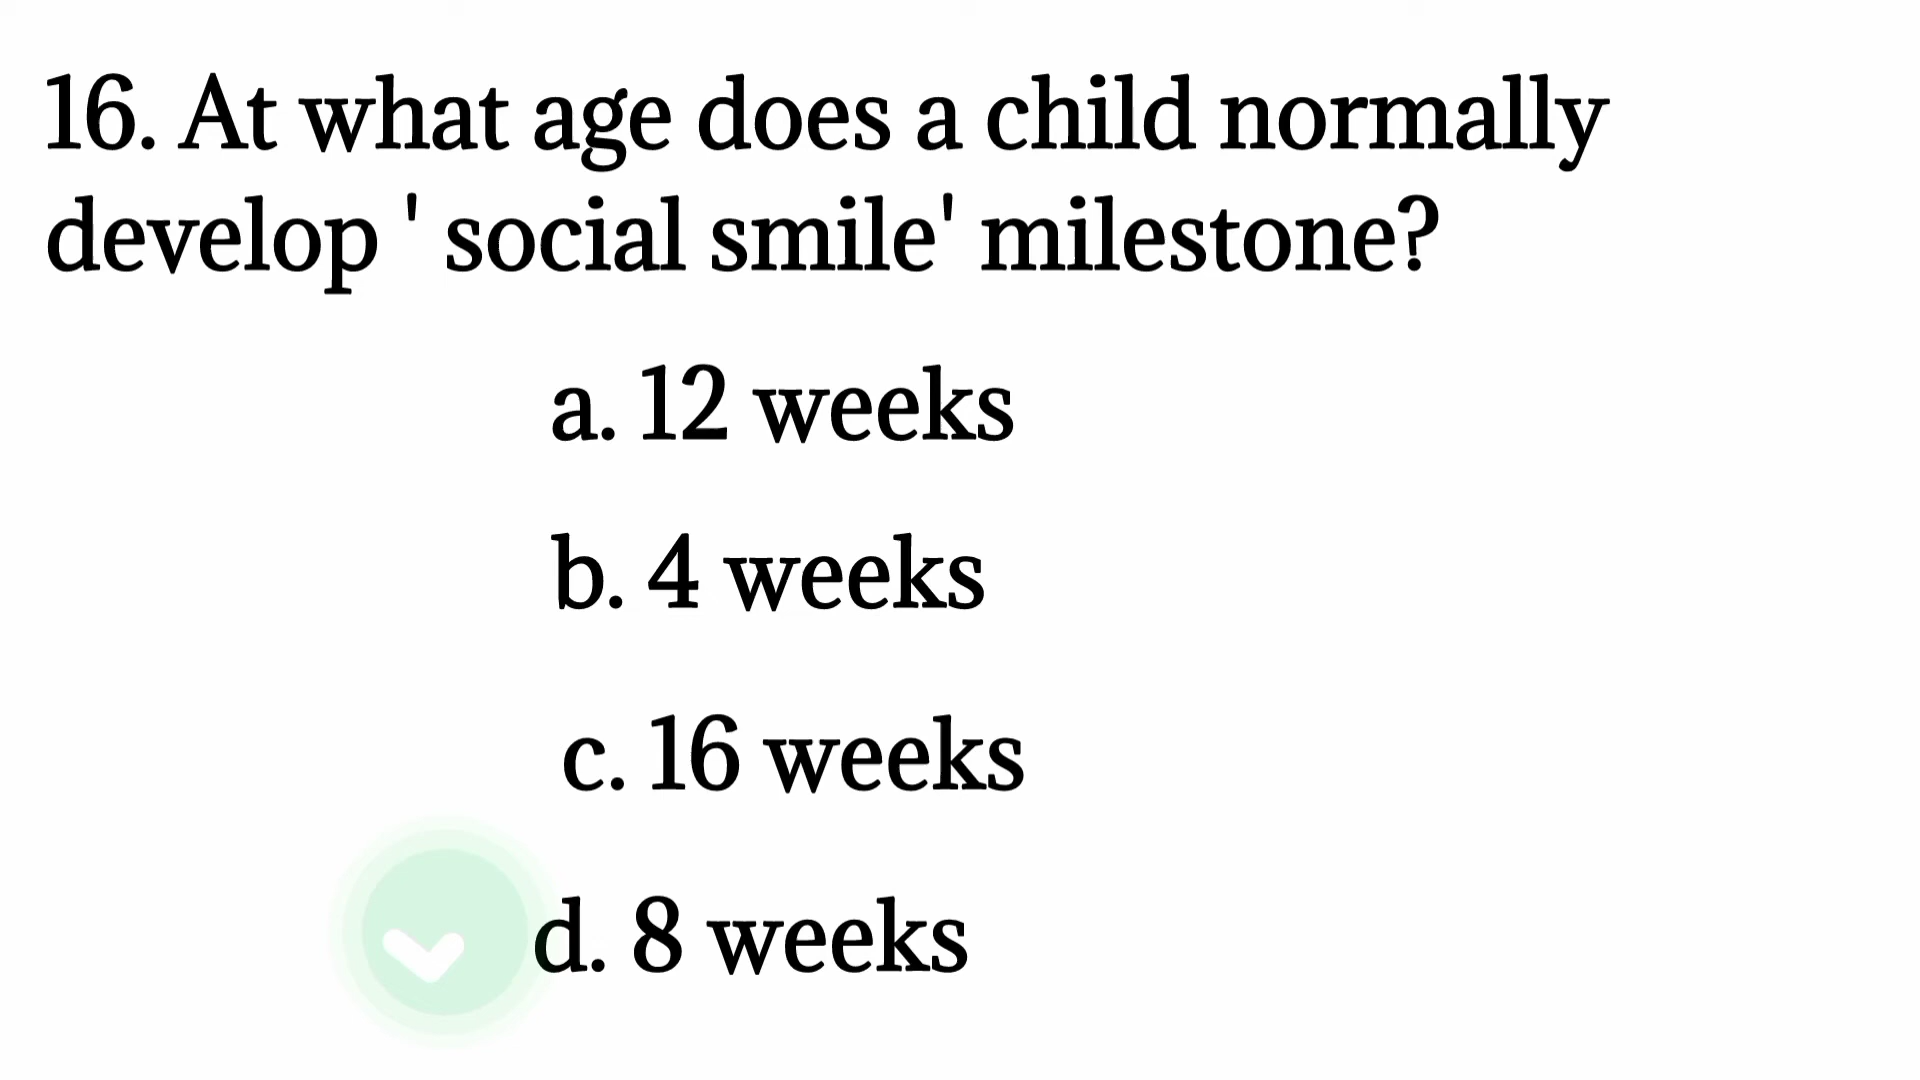 16. At what age does a child normally
develop ' social smile' milestone?
a. 12 weeks
b. 4 weeks
c. 16 weeks
d. 8 weeks